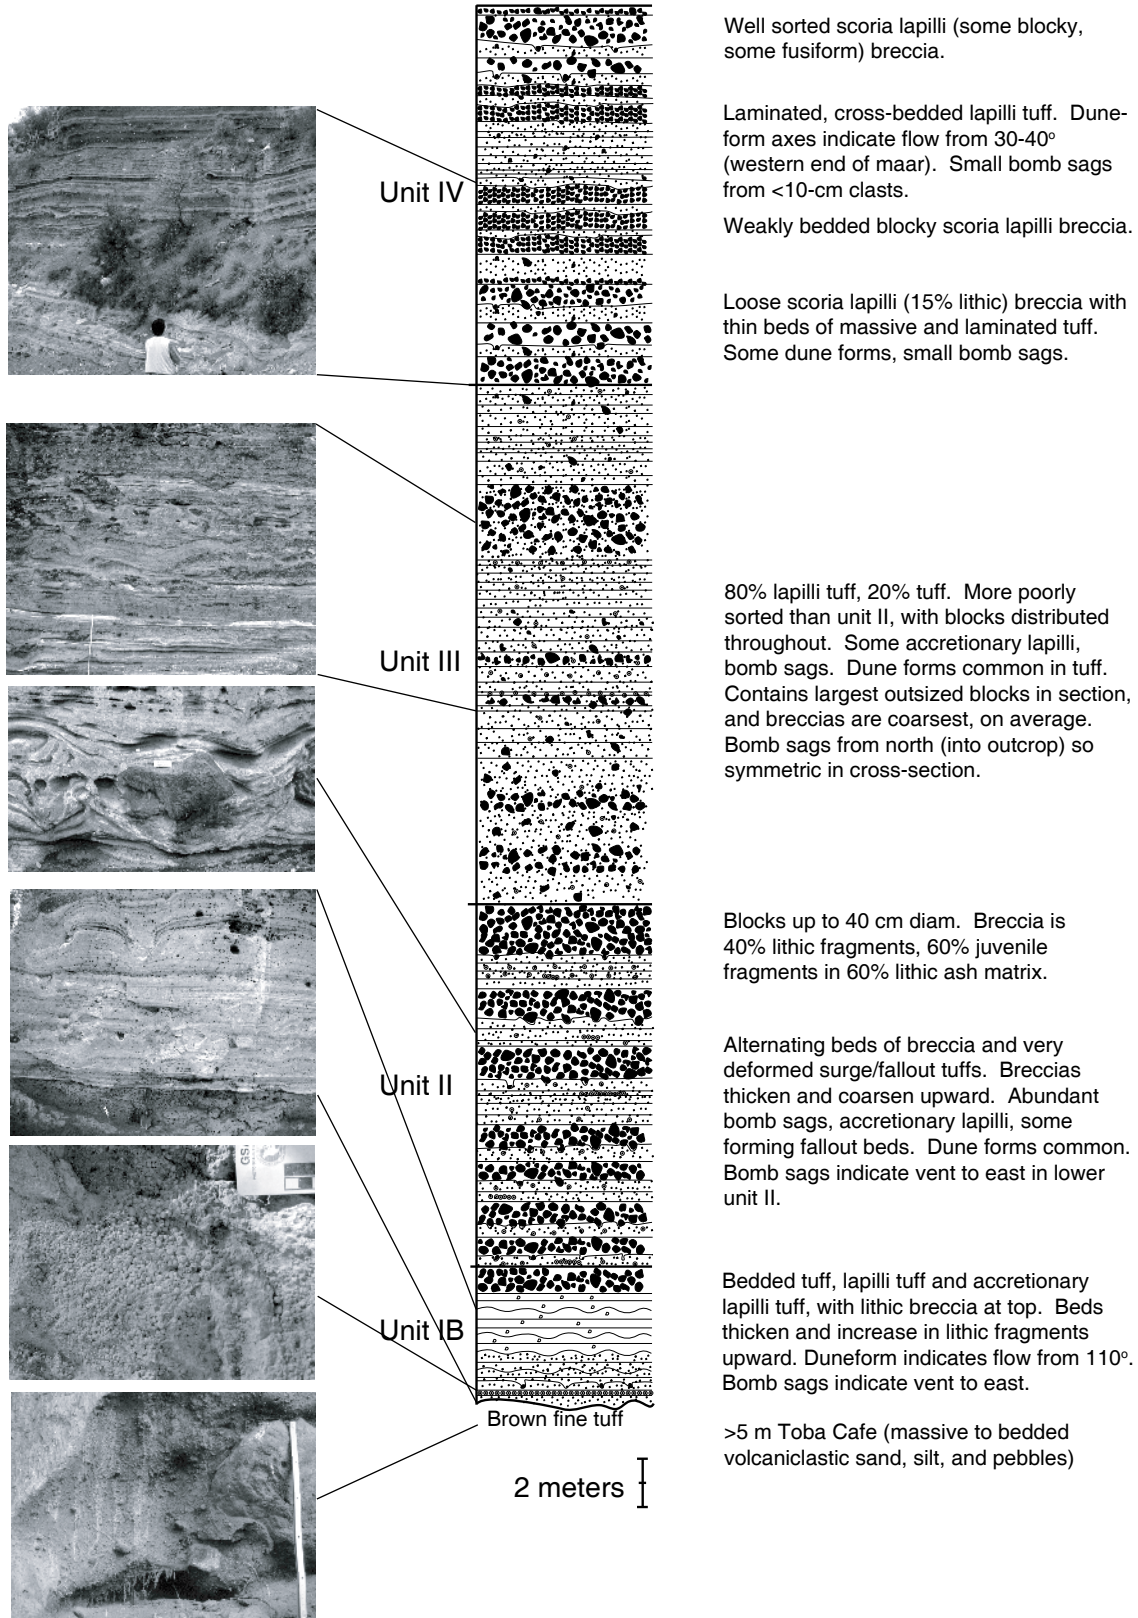 Well sorted scoria lapilli (some blocky,
some fusiform) breccia.
Laminated, cross-bedded lapilli tuff. Dune-
form axes indicate flow from 30-40º
(western end of maar). Small bomb sags
from <10-cm clasts.
Unit IV
Weakly bedded blocky scoria lapilli breccia.
Loose scoria lapilli (15% lithic) breccia with
thin beds of massive and laminated tuff.
Some dune forms, small bomb sags.
Unit III
80% lapilli tuff, 20% tuff. More poorly
sorted than unit II, with blocks distributed
throughout. Some accretionary lapilli,
bomb sags. Dune forms common in tuff.
Contains largest outsized blocks in section,
and breccias are coarsest, on average.
Bomb sags from north (into outcrop) so
symmetric in cross-section.
Blocks up to 40 cm diam. Breccia is
40% lithic fragments, 60% juvenile
fragments in 60% lithic ash matrix.
Unit II
Alternating beds of breccia and very
deformed surge/fallout tuffs. Breccias
thicken and coarsen upward. Abundant
bomb sags, accretionary lapilli, some
forming fallout beds. Dune forms common.
Bomb sags indicate vent to east in lower
unit II.
GSA
Unit IB
Bedded tuff, lapilli tuff and accretionary
lapilli tuff, with lithic breccia at top. Beds
thicken and increase in lithic fragments
upward. Duneform indicates flow from 110º.
Bomb sags indicate vent to east.
Brown fine tuff
>5 m Toba Cafe (massive to bedded
volcaniclastic sand, silt, and pebbles)
2 meters